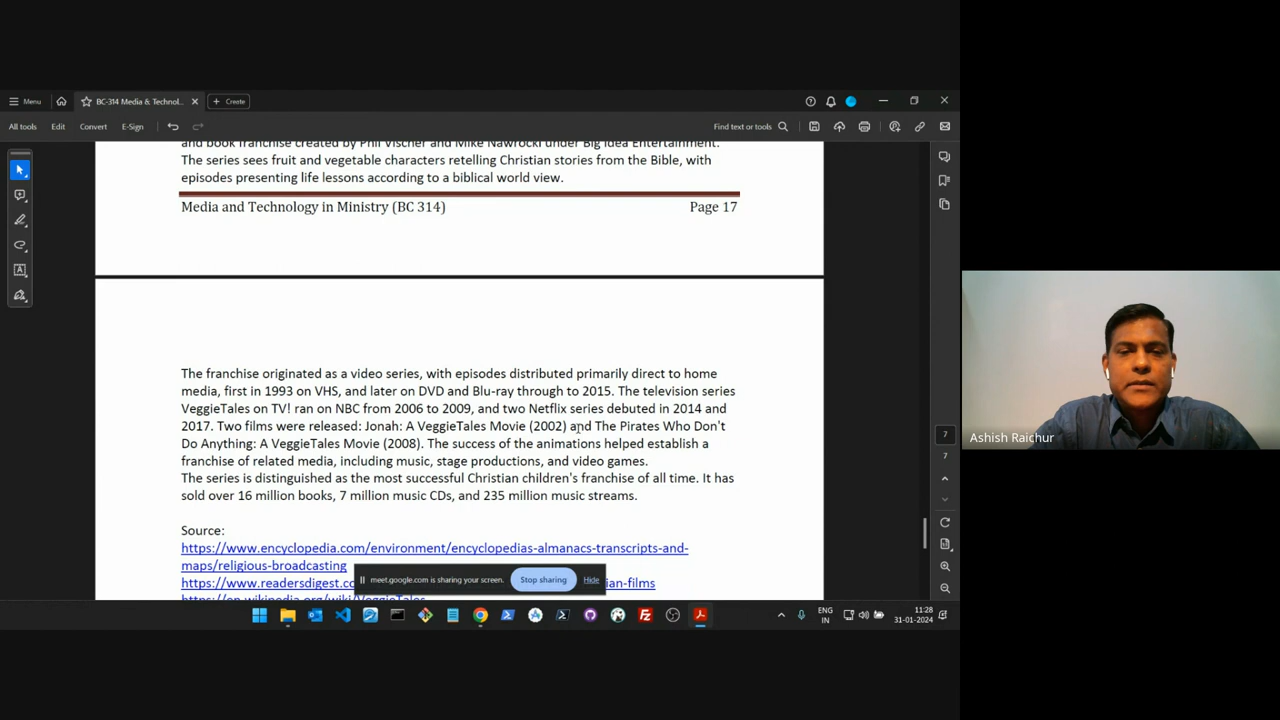 Menu
BC-314 Media & Technol...
Create
All tools
Edit
Convert
E-Sign
Find text or tools
and book franchise created by Phil Vischer and Mike Nawrocki under Big Idea Entertainment.
The series sees fruit and vegetable characters retelling Christian stories from the Bible, with
episodes presenting life lessons according to a biblical world view.
Media and Technology in Ministry (BC 314) Page 17
The franchise originated as a video series, with episodes distributed primarily direct to home
media, first in 1993 on VHS, and later on DVD and Blu-ray through to 2015. The television series
VeggieTales on TV! ran on NBC from 2006 to 2009, and two Netflix series debuted in 2014 and
2017. Two films were released: Jonah: A VeggieTales Movie (2002) and The Pirates Who Don't
Do Anything: A VeggieTales Movie (2008). The success of the animations helped establish a
franchise of related media, including music, stage productions, and video games.
The series is distinguished as the most successful Christian children's franchise of all time. It has
sold over 16 million books, 7 million music CDs, and 235 million music streams.
Source:
https://www.encyclopedia.com/environment/encyclopedias-almanacs-transcripts-and-
maps/religious-broadcasting
https://www.readersdigest.co ian-films
https://en.wikipedia.org/wiki/VeggieTales
meet.google.com is sharing your screen.
Stop sharing
Hide
7
7
Ashish Raichur
ENG
IN
11:28
31-01-2024